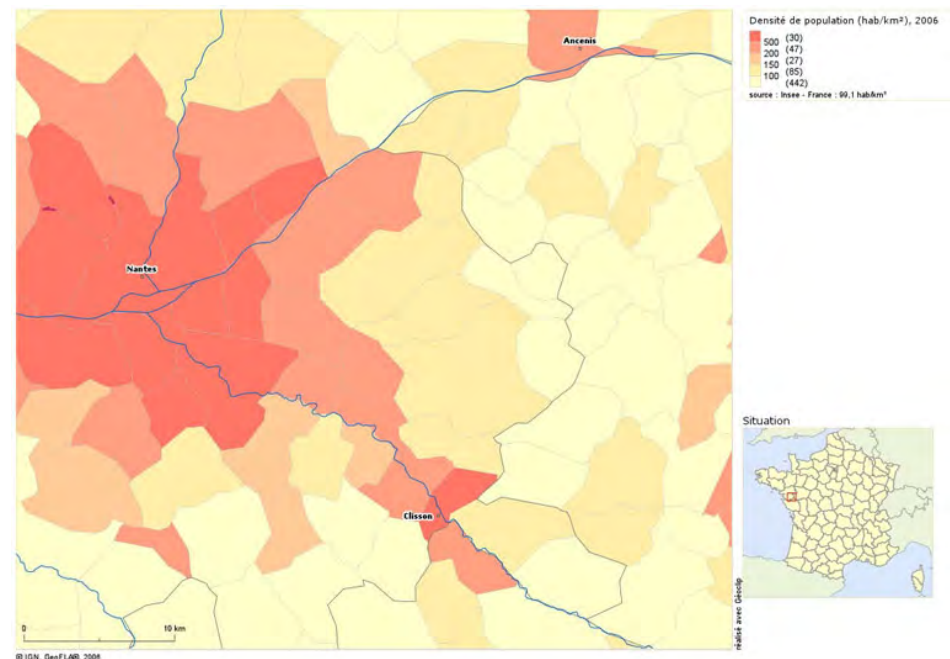 Ancenis
Nantes
Clisson
0 10 km
© IGN, GeoFLA®, 2006
Densité de population (hab/km²), 2006
(30)
500
(47)
200
(27)
150
(85)
100
(442)
source : Insee - France : 99,1 hab/km²
Situation
réalisé avec Géoclip